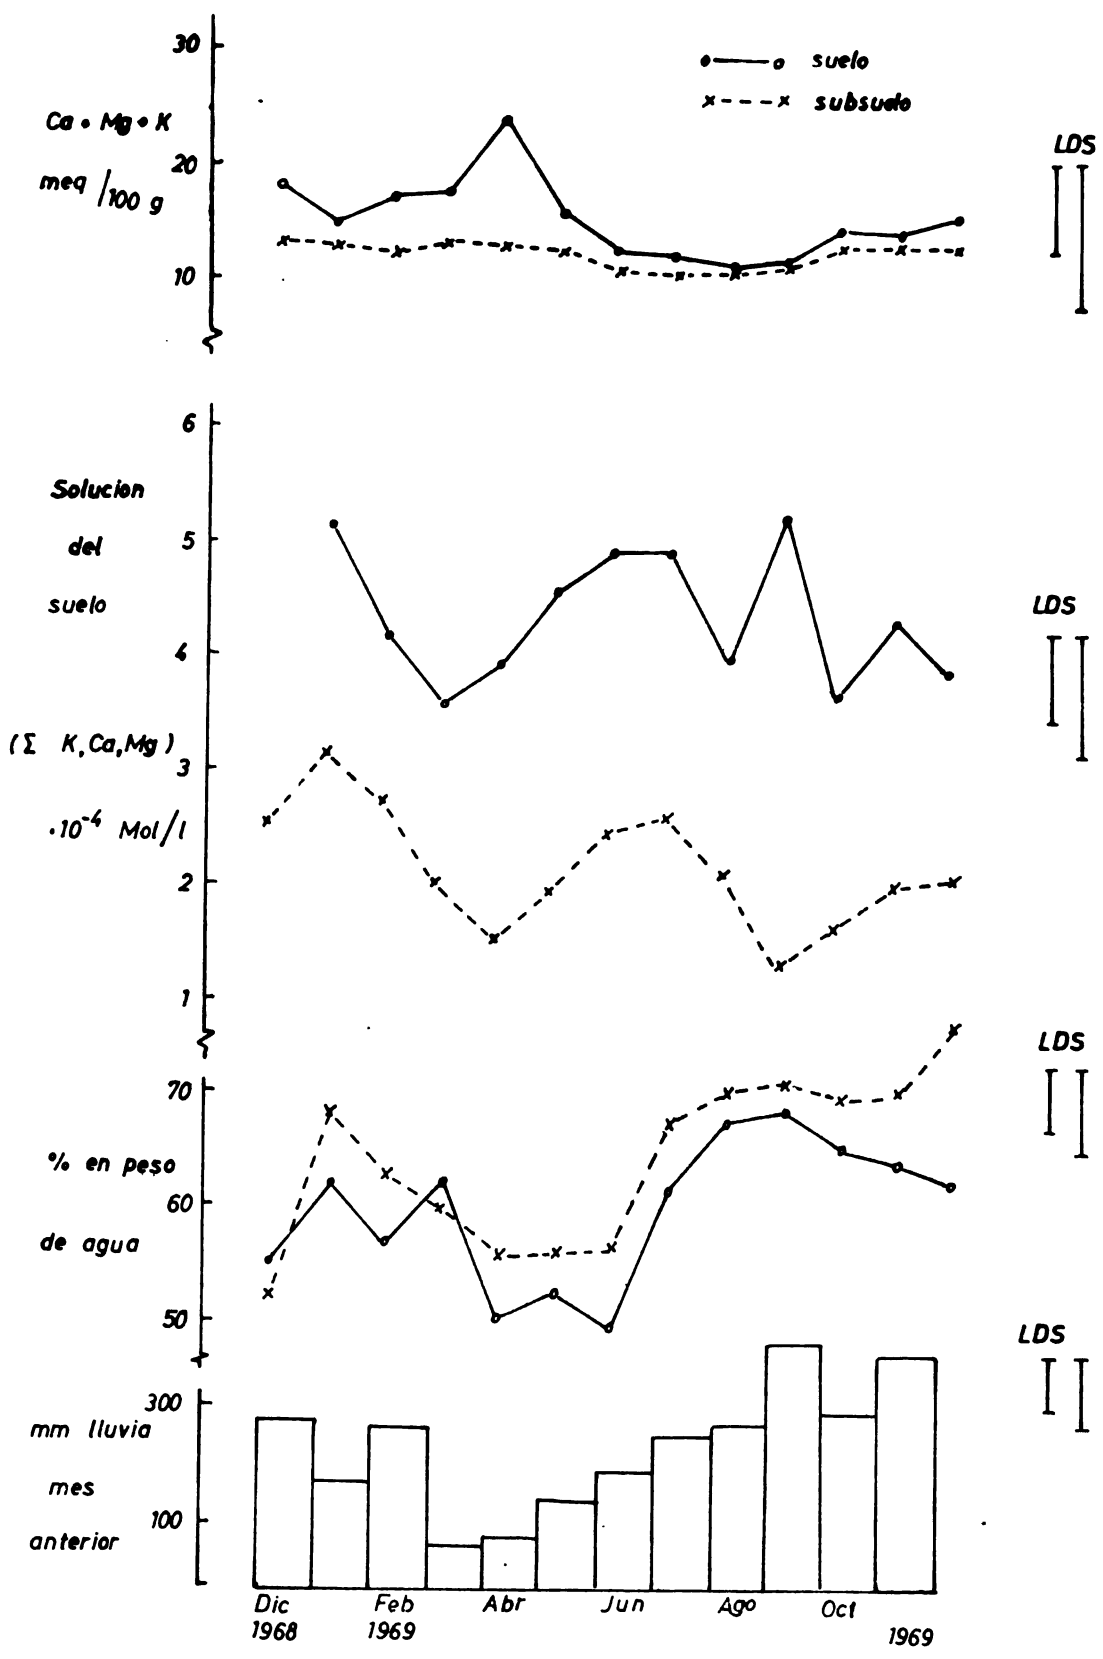 suelo
subsuelo
30
20
10
Ca • Mg • K
meq /100 g
LDS
6
5
4
3
2
1
Solucion
del
suelo
(Σ K, Ca, Mg)
.10-4 Mol/l
LDS
70
60
50
% en peso
de agua
LDS
300
100
mm lluvia
mes
anterior
LDS
Dic Feb Abr Jun Ago Oct
1968 1969 1969